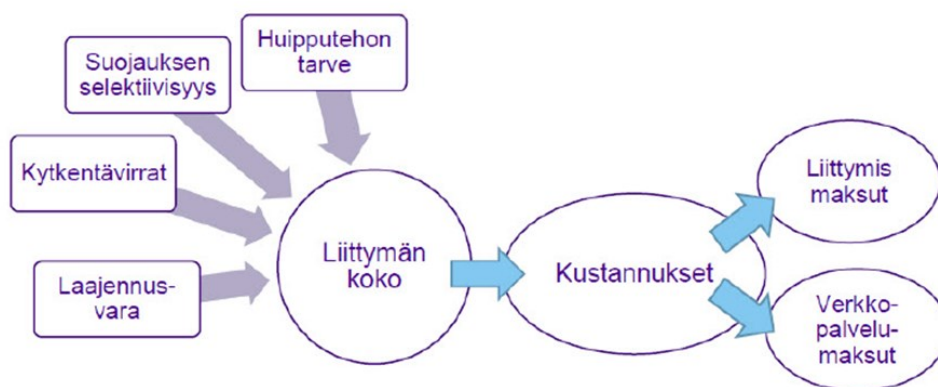 Huipputehon
tarve
Suojauksen
selektiivisyys
Kytkentävirrat
Laajennus-
vara
Liittymän
koko
Kustannukset
Liittymis
maksut
Verkko-
palvelu-
maksut